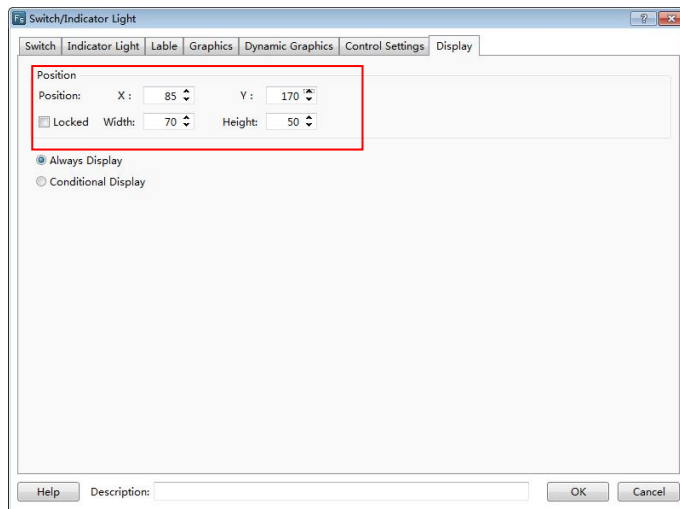 Fs Switch/Indicator Light
Switch Indicator Light Lable Graphics Dynamic Graphics Control Settings Display
Position
Position: X : 85 Y : 170
Locked Width: 70 Height: 50
Always Display
Conditional Display
Help Description: OK Cancel